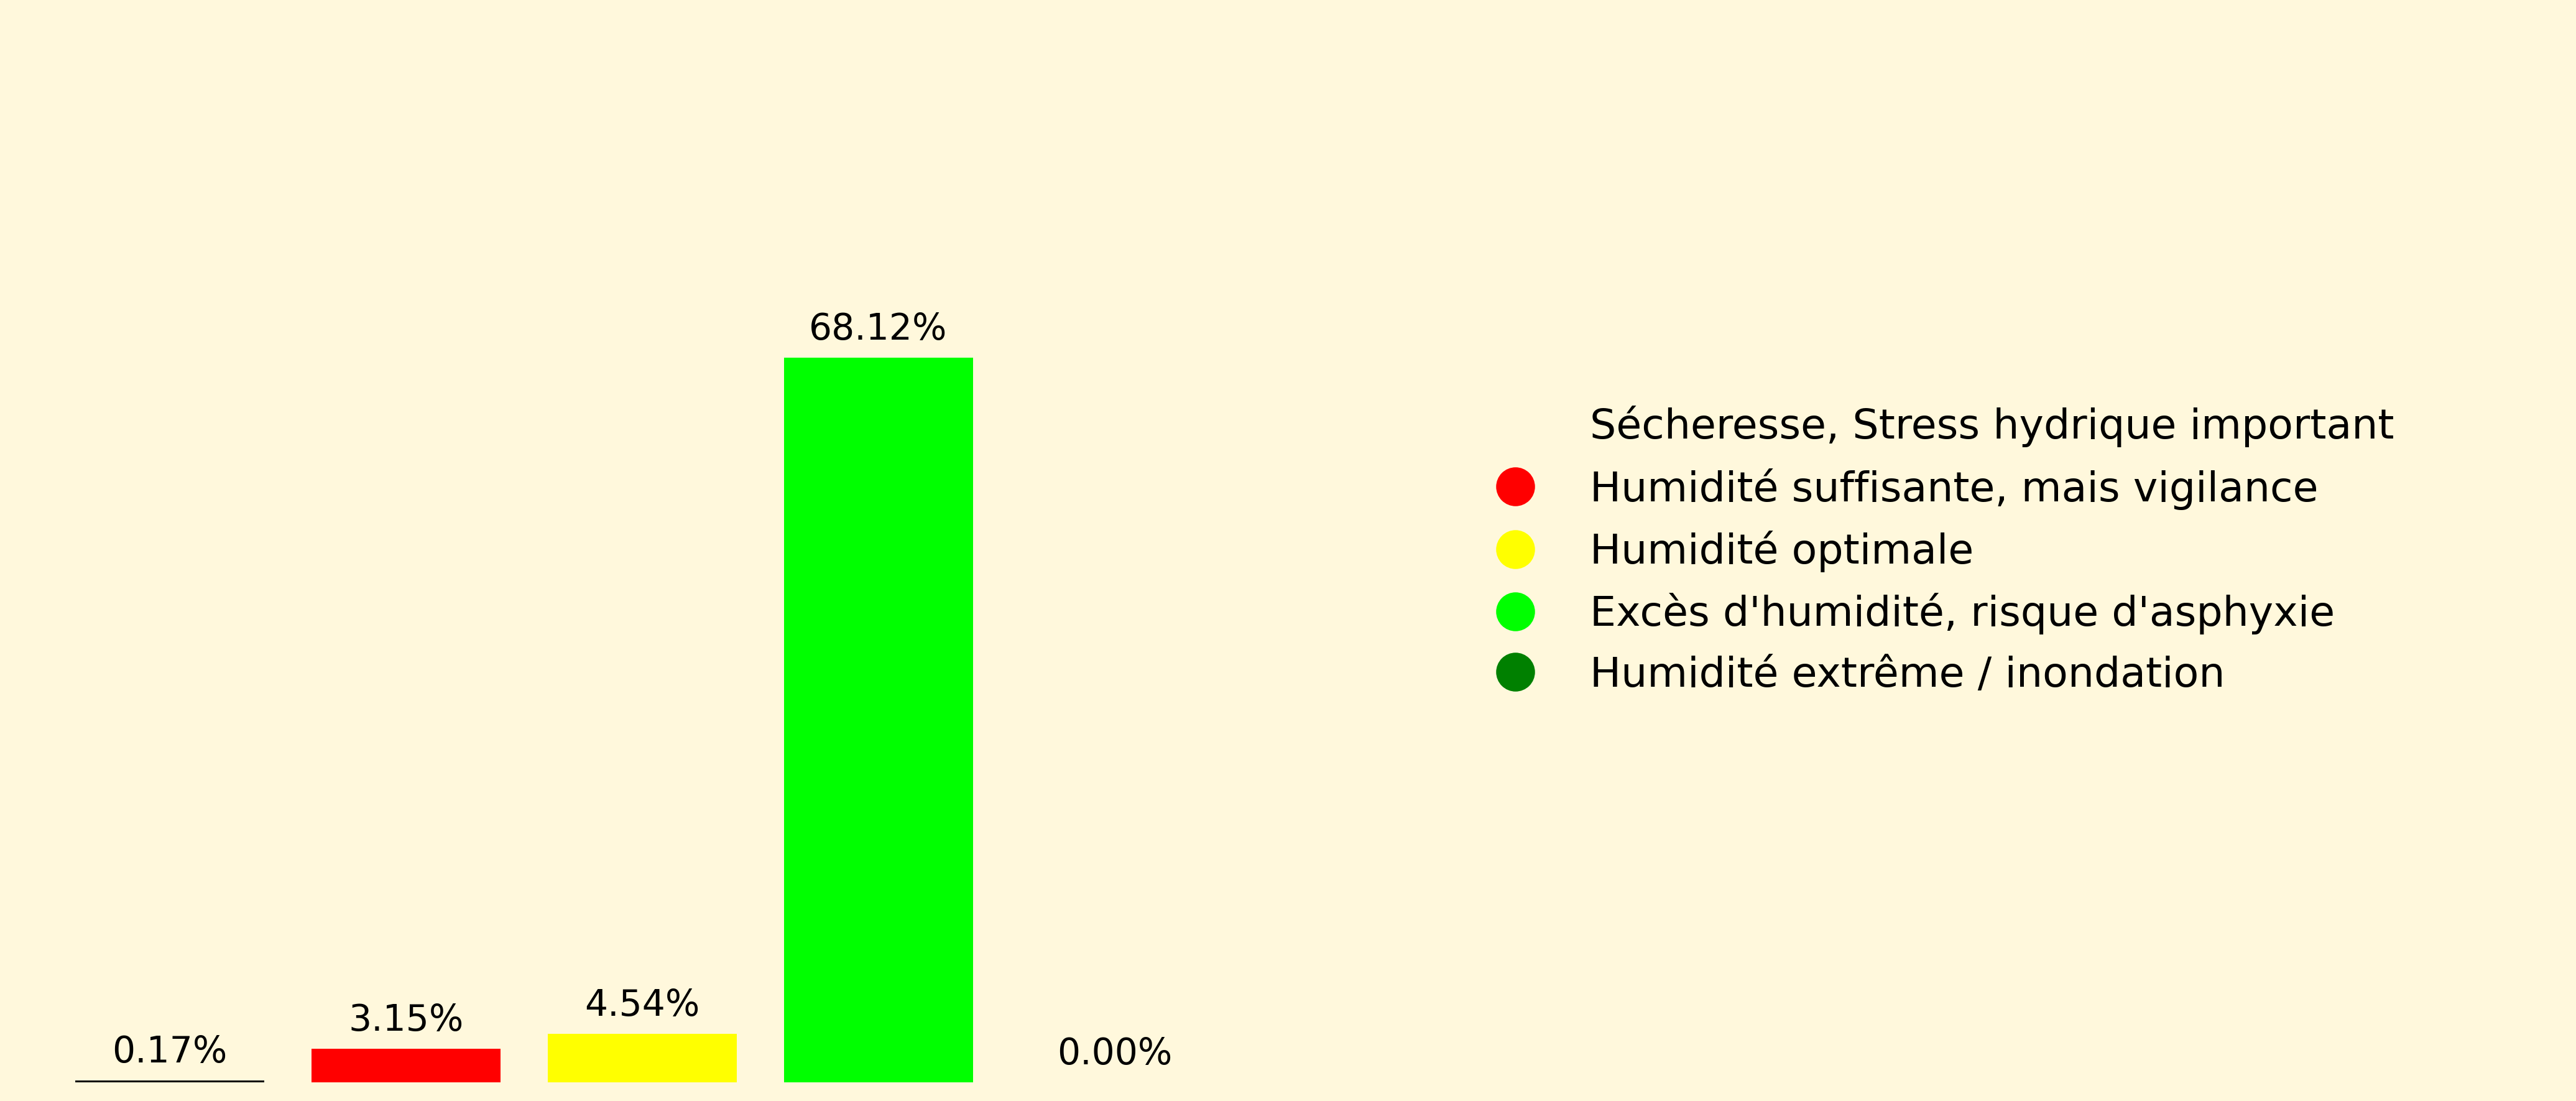 68.12%
4.54%
3.15%
0.17%
0.00%
Sécheresse, Stress hydrique important
Humidité suffisante, mais vigilance
Humidité optimale
Excès d'humidité, risque d'asphyxie
Humidité extrême / inondation